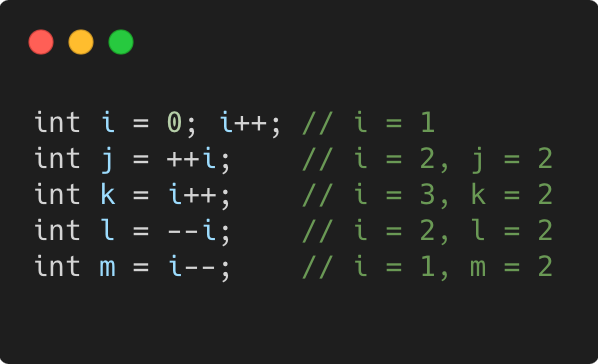 int i = 0; i++; // i = 1
int j = ++i;    // i = 2, j = 2
int k = i++;    // i = 3, k = 2
int l = --i;    // i = 2, l = 2
int m = i--;    // i = 1, m = 2